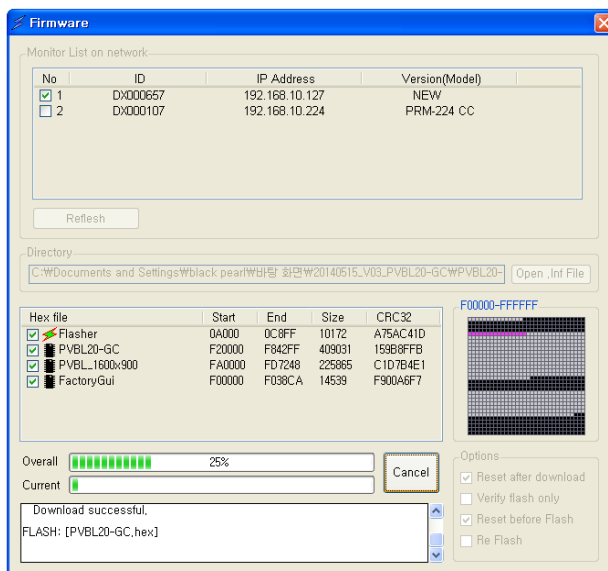 Firmware
Monitor List on network
No ID IP Address Version(Model)
1 DX000657 192.168.10.127 NEW
2 DX000107 192.168.10.224 PRM-224 CC
Reflesh
Directory
C:₩Documents and Settings₩black pearl₩바탕 화면₩20140515_V03_PVBL20-GC₩PVBL20- Open .Inf File
Hex file Start End Size CRC32
Flasher 0A000 0C8FF 10172 A75AC41D
PVBL20-GC F20000 F842FF 409031 159B8FFB
PVBL_1600x900 FA0000 FD7248 225865 C1D7B4E1
FactoryGui F00000 F038CA 14539 F900A6F7
F00000-FFFFFF
Overall 25%
Current
Cancel
Download successful.
FLASH: [PVBL20-GC.hex]
Options
Reset after download
Verify flash only
Reset before Flash
Re Flash